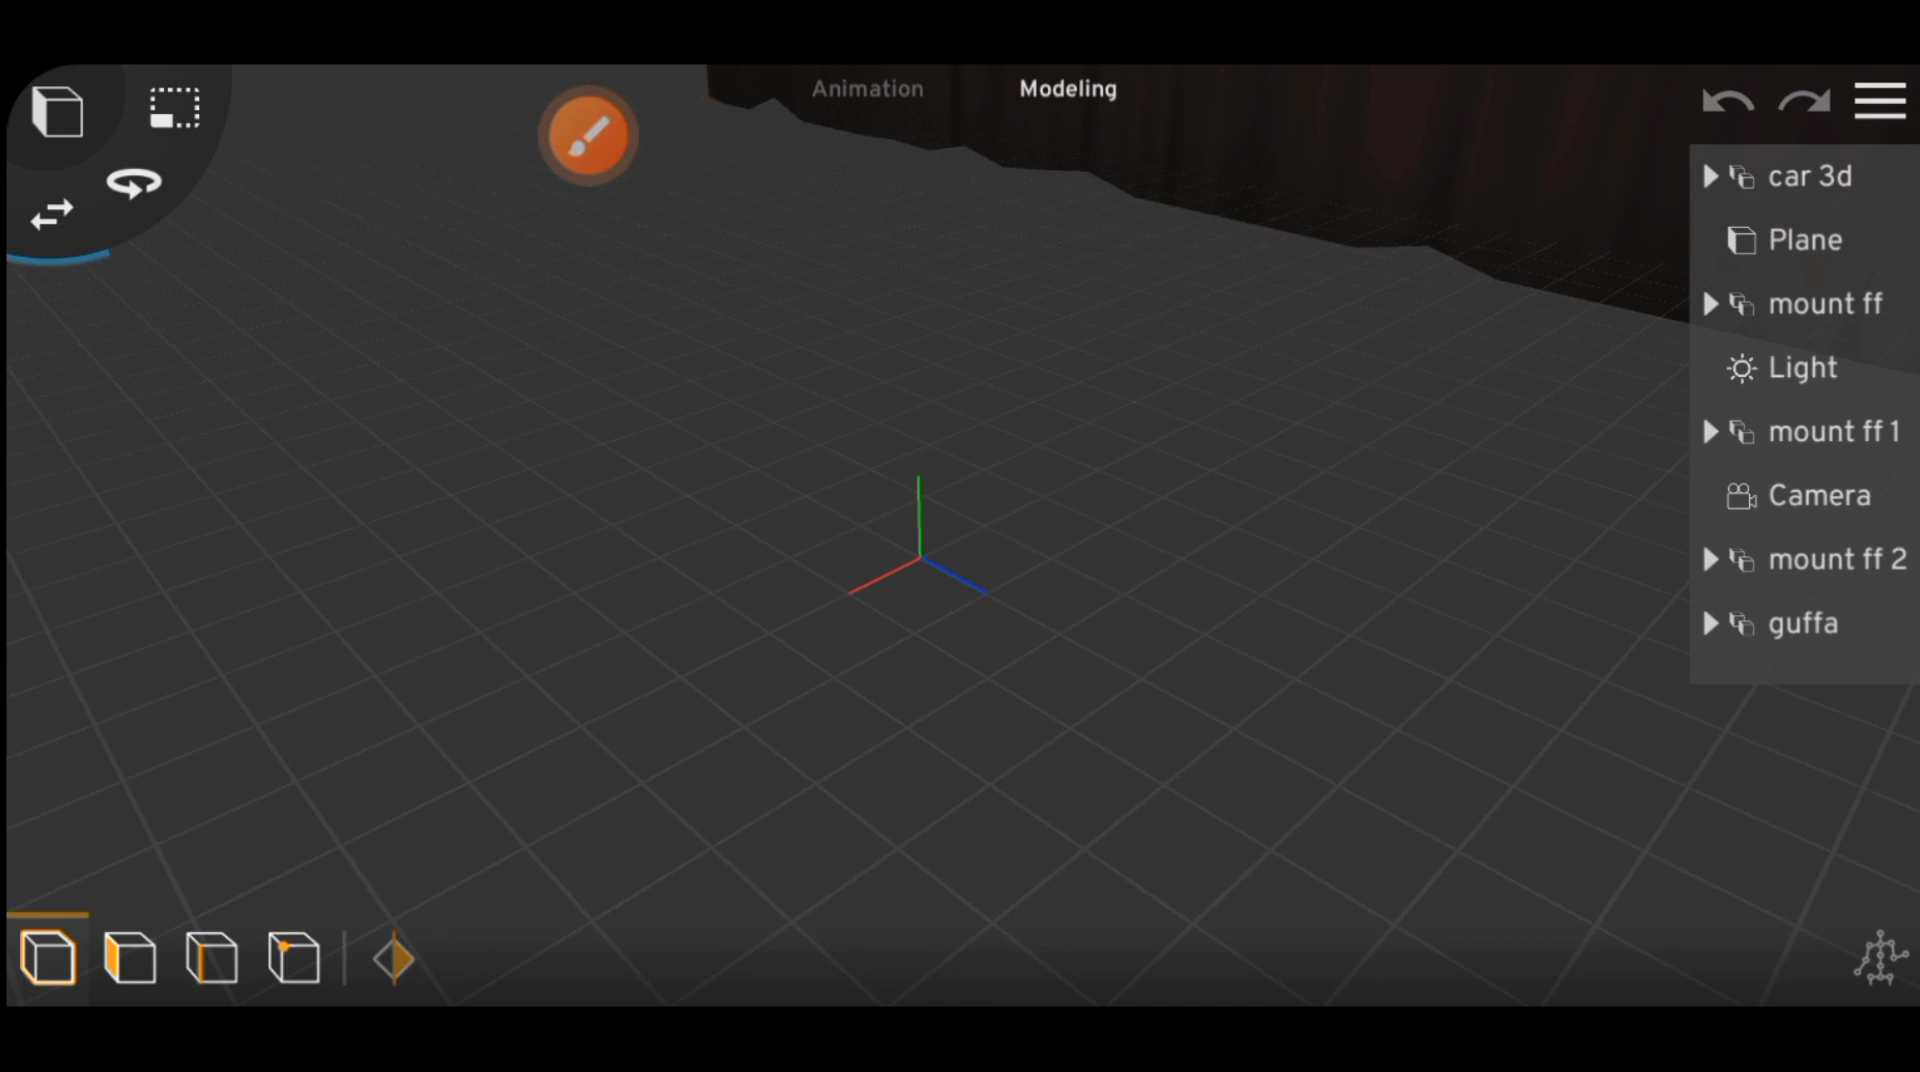 Animation
Modeling
car 3d
Plane
mount ff
Light
mount ff 1
Camera
mount ff 2
guffa